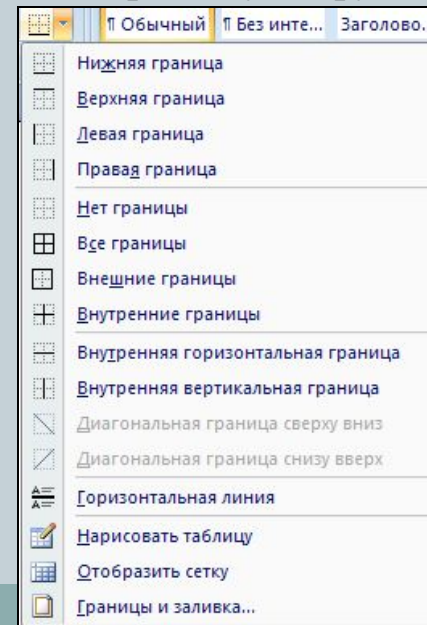 ¶ Обычный ¶ Без инте... Заголово...
Нижняя граница
Верхняя граница
Левая граница
Правая граница
Нет границы
Все границы
Внешние границы
Внутренние границы
Внутренняя горизонтальная граница
Внутренняя вертикальная граница
Диагональная граница сверху вниз
Диагональная граница снизу вверх
Горизонтальная линия
Нарисовать таблицу
Отобразить сетку
Границы и заливка...